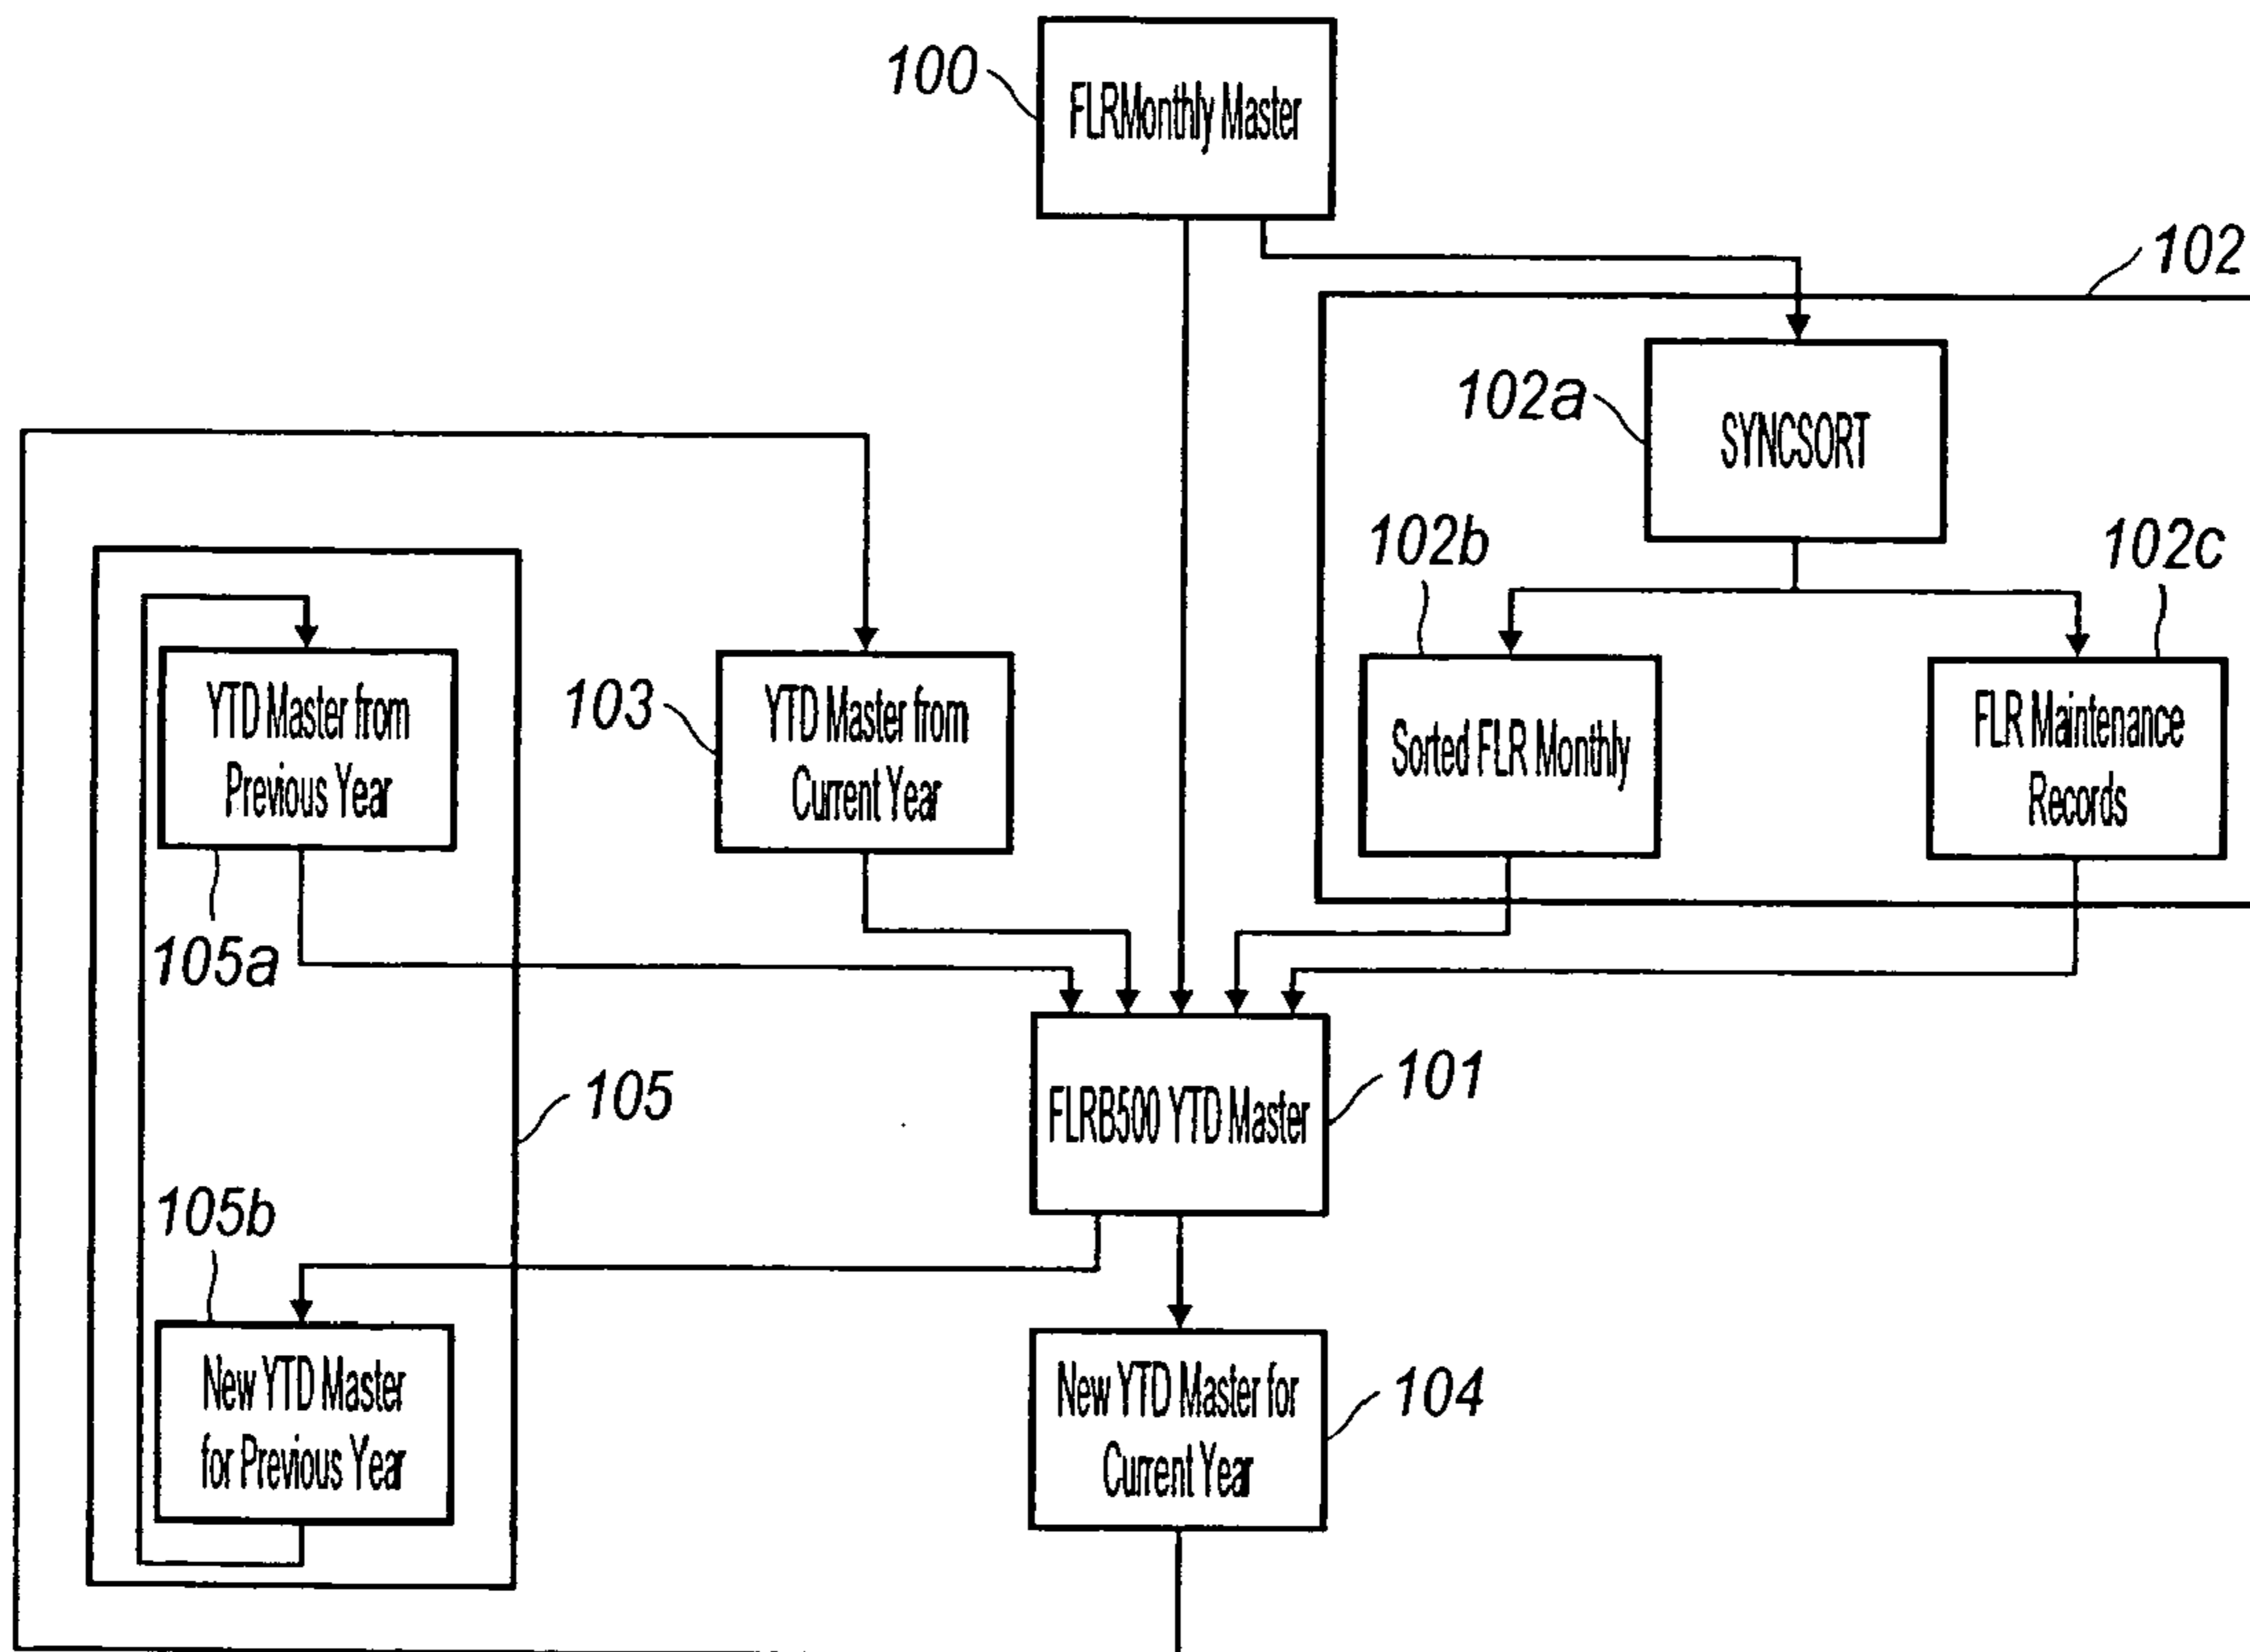 100
FLRMonthly Master
102
102a
SYNCSORT
102b
102c
YTD Master from
Previous Year
103
YTD Master from
Current Year
Sorted FLR Monthly
FLR Maintenance
Records
105a
105
FLRB500 YTD Master
101
105b
New YTD Master
for Previous Year
New YTD Master for
Current Year
104